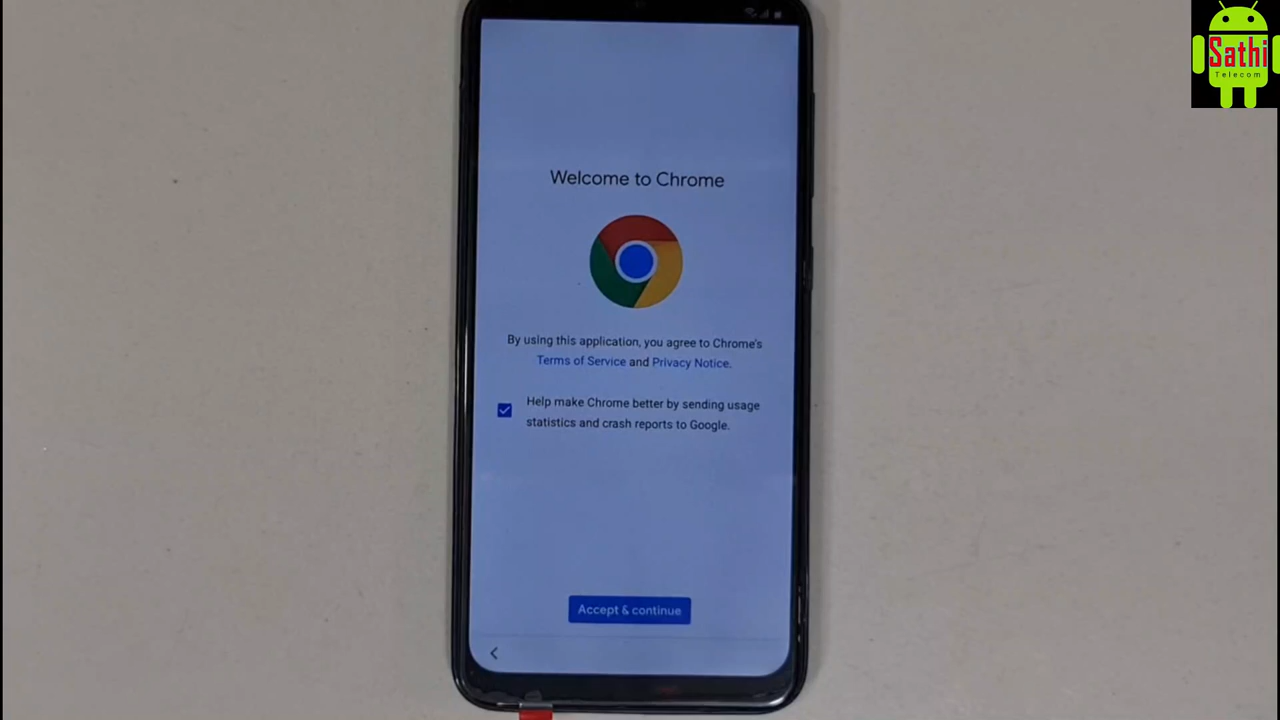 Sathi
Telecom
Welcome to Chrome
By using this application, you agree to Chrome's
Terms of Service and Privacy Notice.
Help make Chrome better by sending usage
statistics and crash reports to Google.
Accept & continue